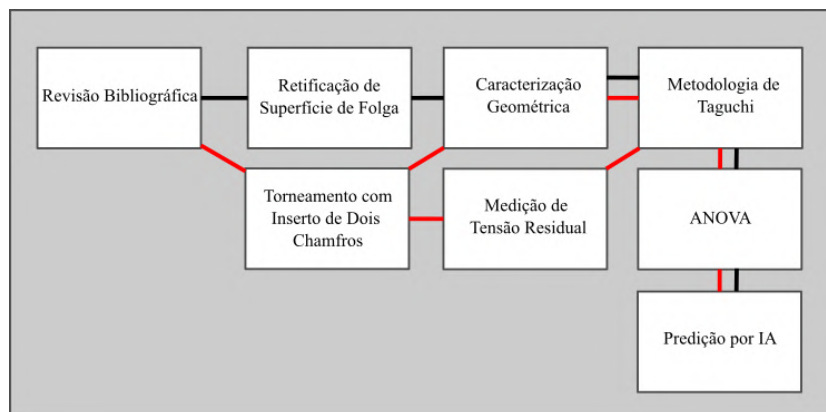 Revisão Bibliográfica
Retificação de
Superfície de Folga
Caracterização
Geométrica
Metodologia de
Taguchi
Torneamento com
Inserto de Dois
Chamfros
Medição de
Tensão Residual
ANOVA
Predição por IA